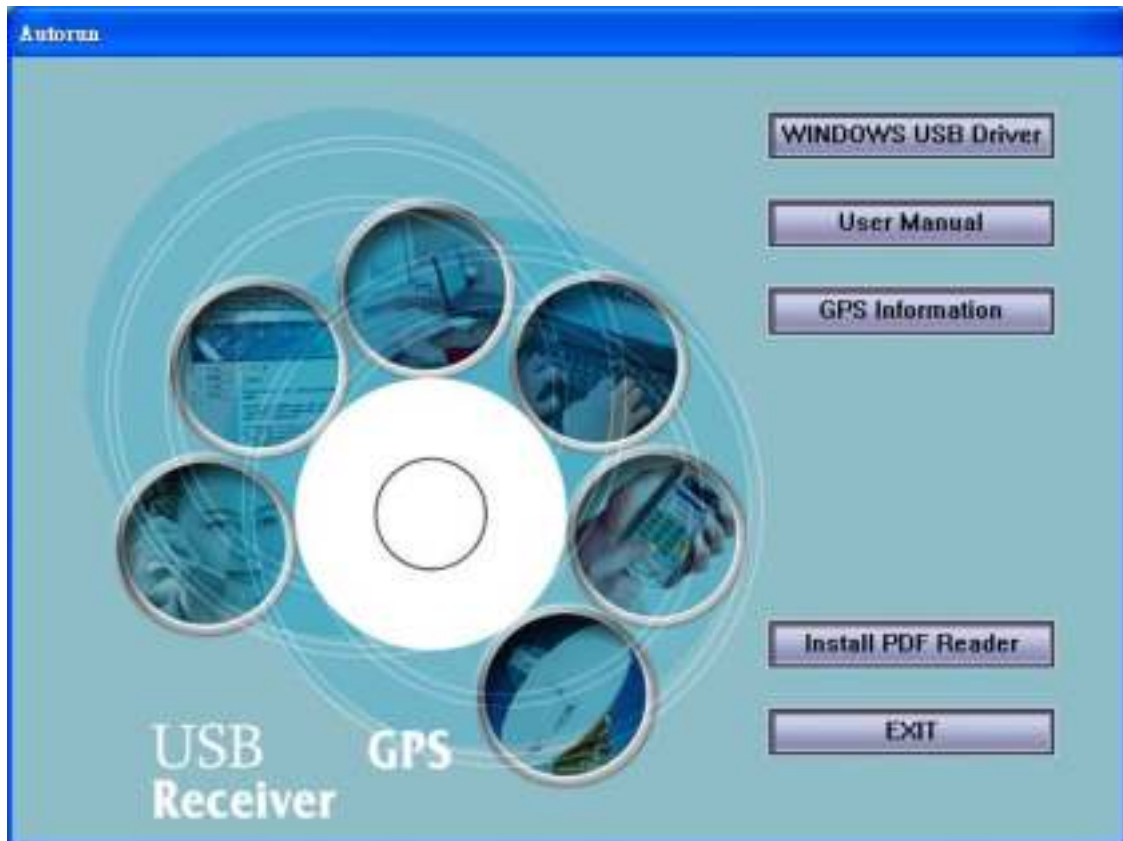 Autorun
WINDOWS USB Driver
User Manual
GPS Information
Install PDF Reader
EXIT
USB GPS
Receiver